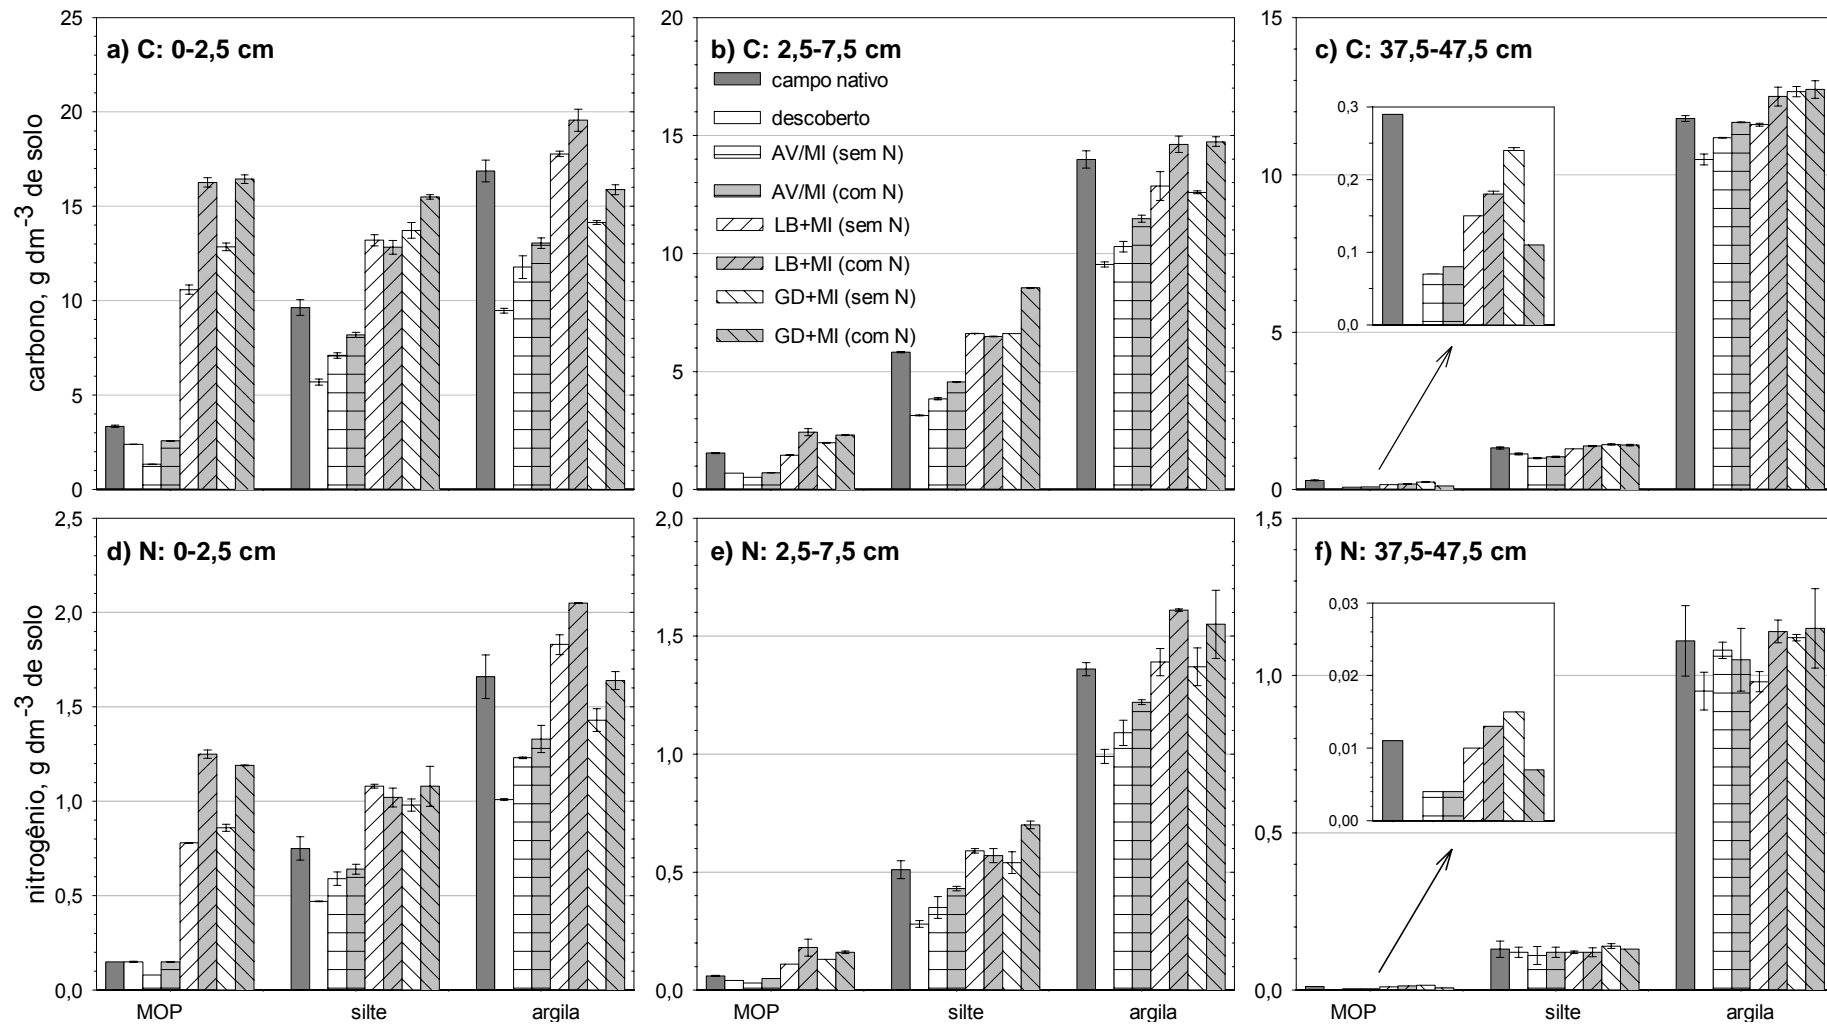 a) C: 0-2,5 cm
25
20
15
10
5
0
carbono, g dm-3 de solo
b) C: 2,5-7,5 cm
20
15
10
5
0
campo nativo
descoberto
AV/MI (sem N)
AV/MI (com N)
LB+MI (sem N)
LB+MI (com N)
GD+MI (sem N)
GD+MI (com N)
c) C: 37,5-47,5 cm
15
10
5
0
0,3
0,2
0,1
0,0
d) N: 0-2,5 cm
2,5
2,0
1,5
1,0
0,5
0,0
nitrogênio, g dm-3 de solo
MOP silte argila
e) N: 2,5-7,5 cm
2,0
1,5
1,0
0,5
0,0
MOP silte argila
f) N: 37,5-47,5 cm
1,5
1,0
0,5
0,0
0,03
0,02
0,01
0,00
MOP silte argila